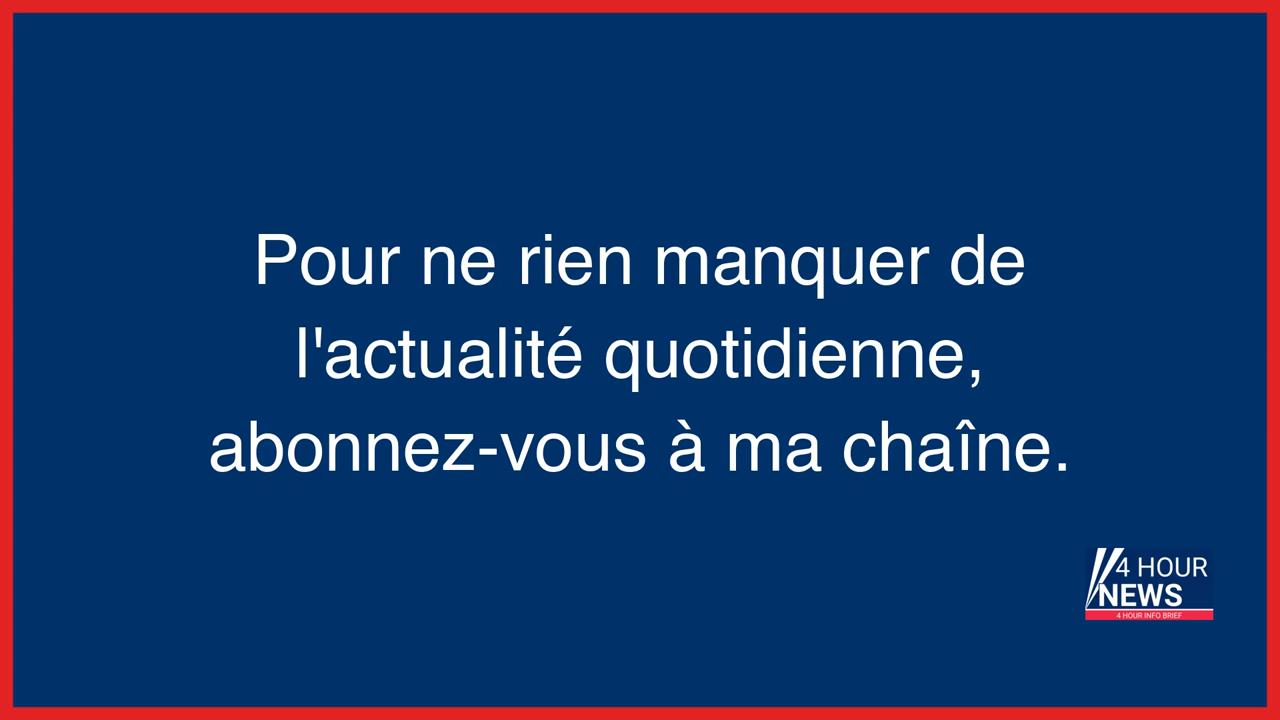 Pour ne rien manquer de
l'actualité quotidienne,
abonnez-vous à ma chaîne.
4 HOUR
NEWS
4 HOUR INFO BRIEF